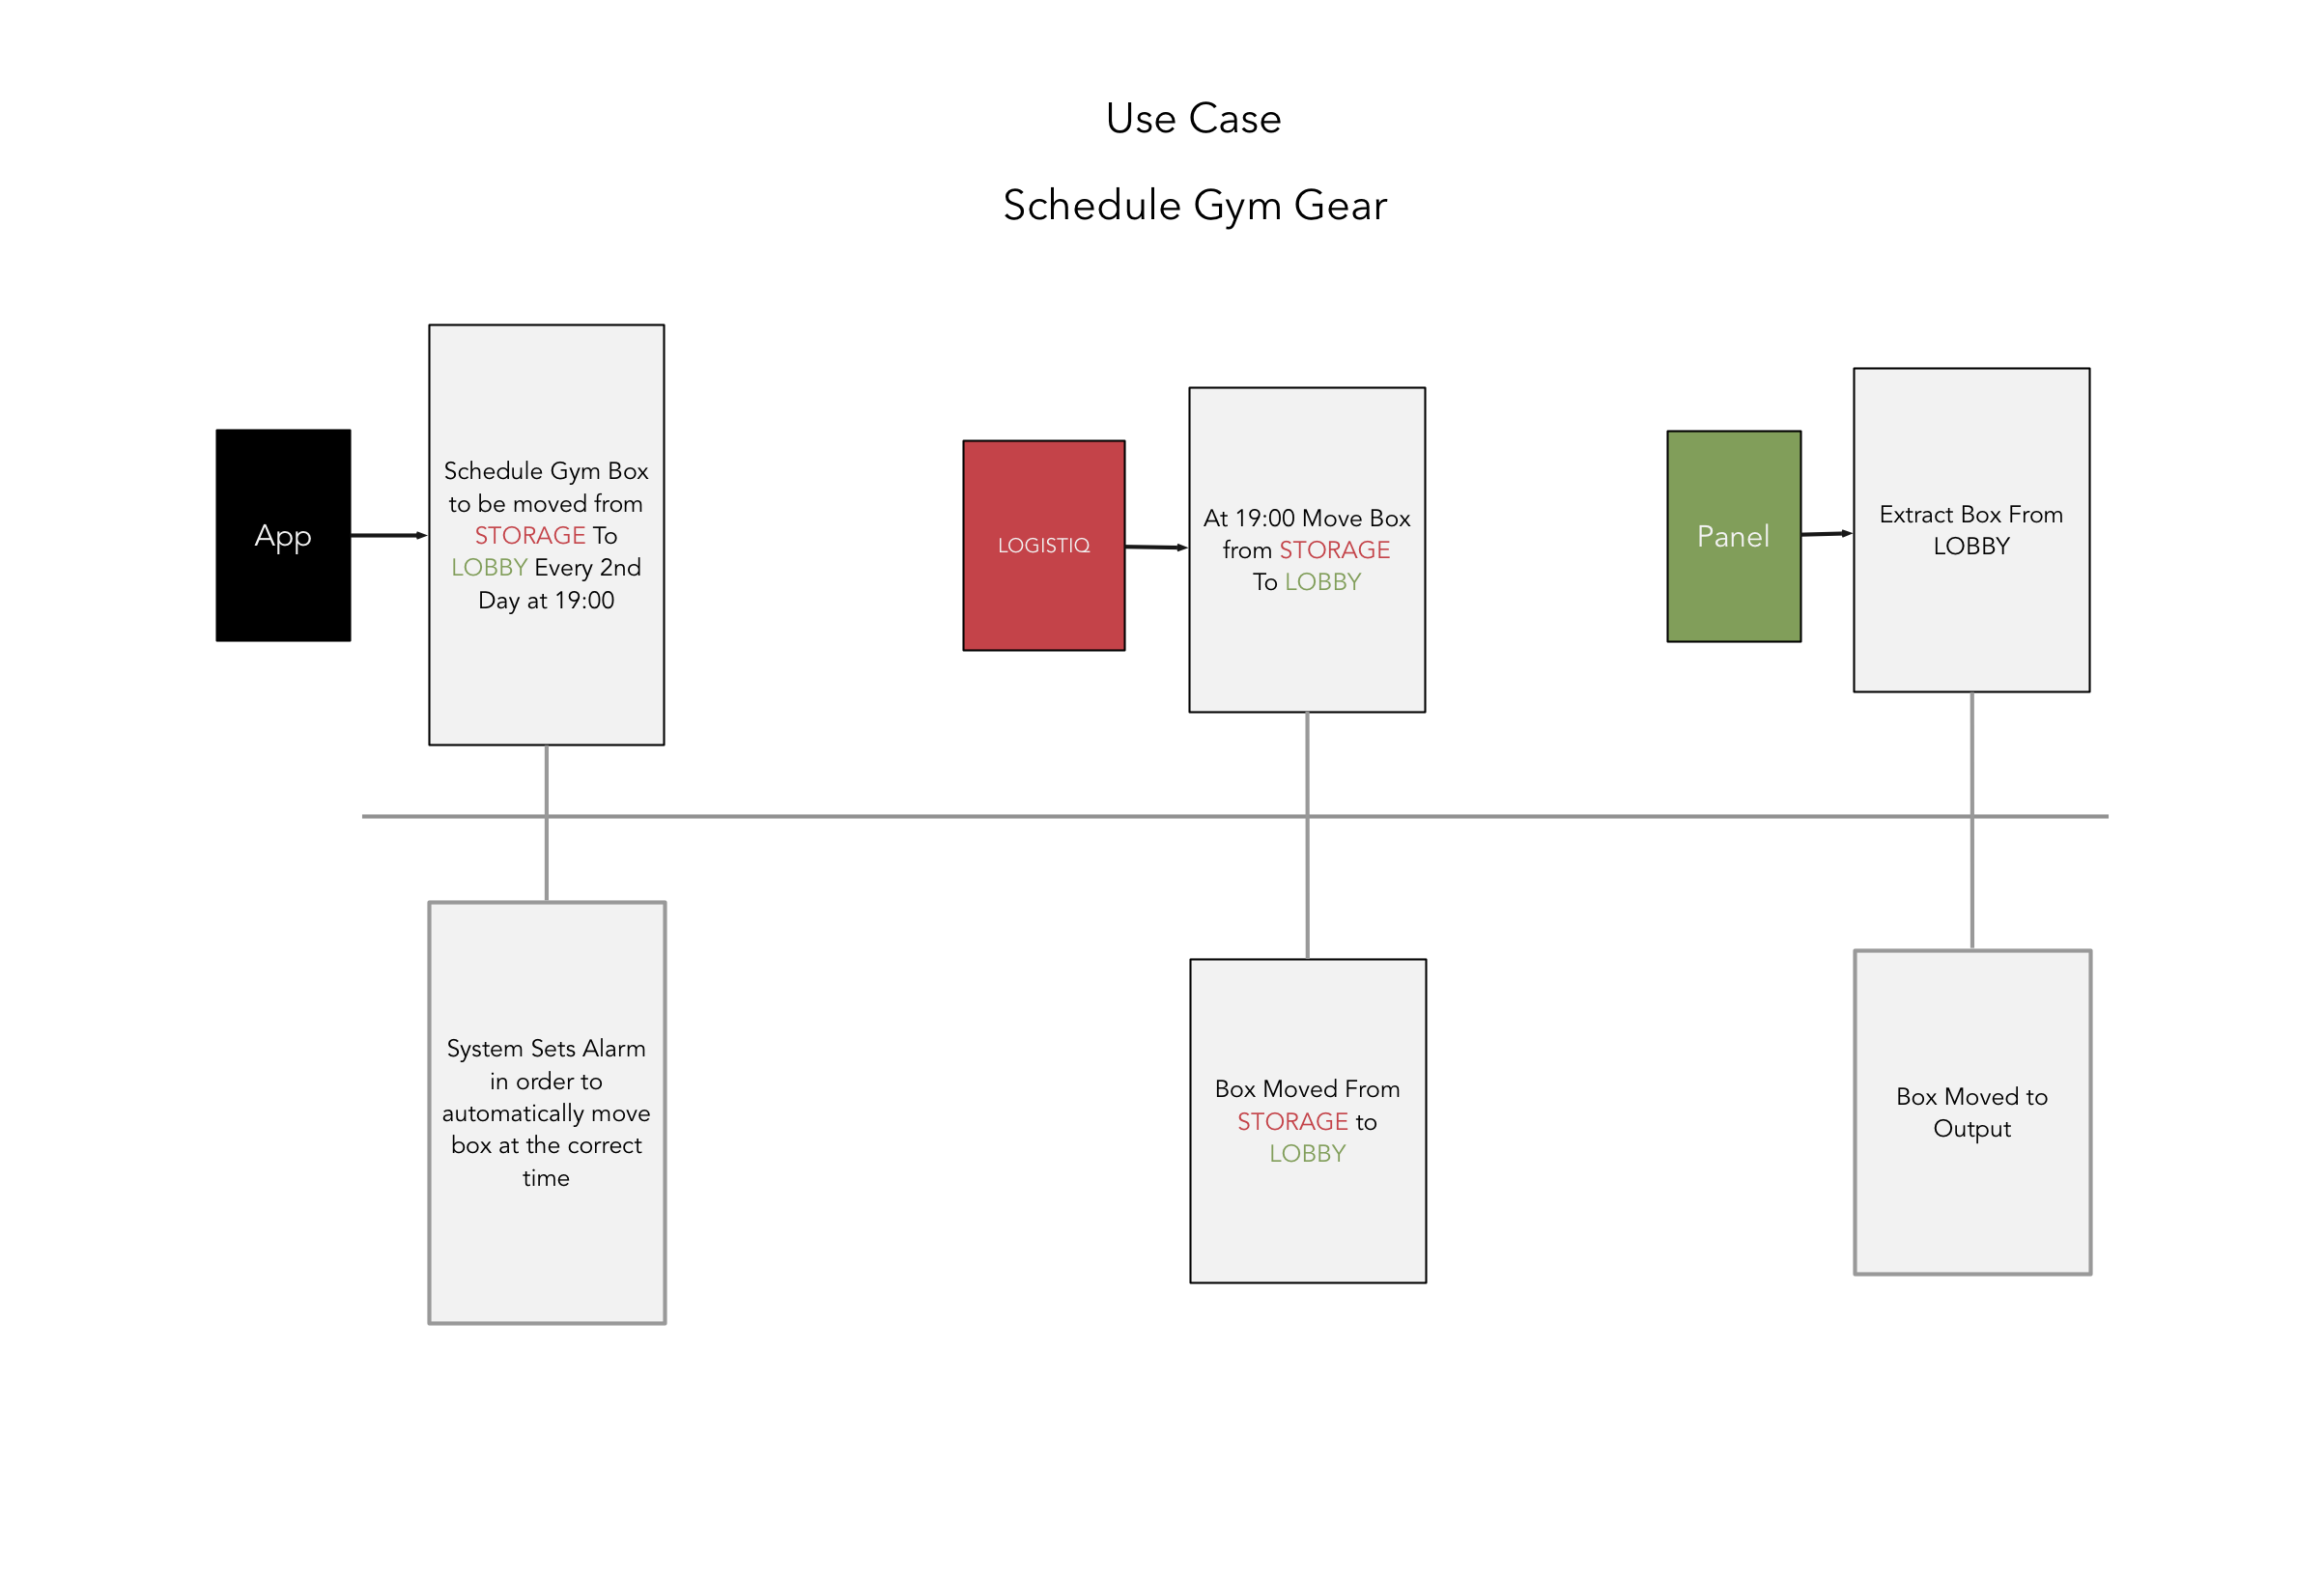 Use Case
Schedule Gym Gear
App
Schedule Gym Box
to be moved from
STORAGE To
LOBBY Every 2nd
Day at 19:00
LOGISTIQ
At 19:00 Move Box
from STORAGE
To LOBBY
Panel
Extract Box From
LOBBY
System Sets Alarm
in order to
automatically move
box at the correct
time
Box Moved From
STORAGE to
LOBBY
Box Moved to
Output